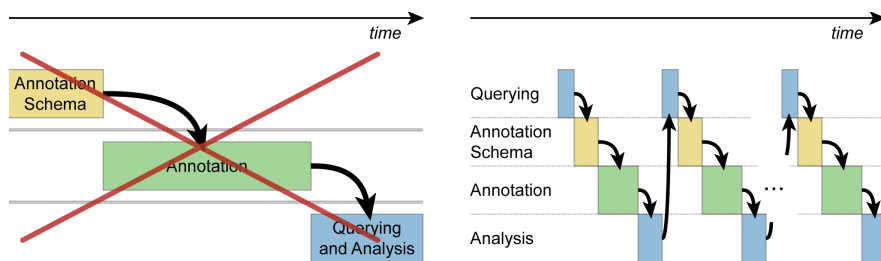 time
Annotation
Schema
Annotation
Querying
and Analysis
time
Querying
Annotation
Schema
Annotation
...
Analysis